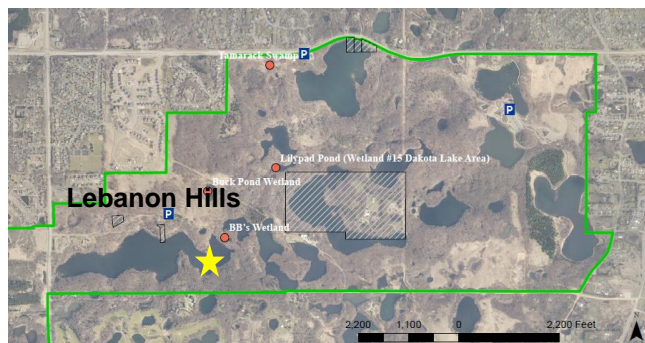 Tamarack Swamp
P
P
Lilypad Pond (Wetland #15 Dakota Lake Area)
Buck Pond Wetland
Lebanon Hills
P
BB's Wetland
N
2,200 1,100 0 2,200 Feet